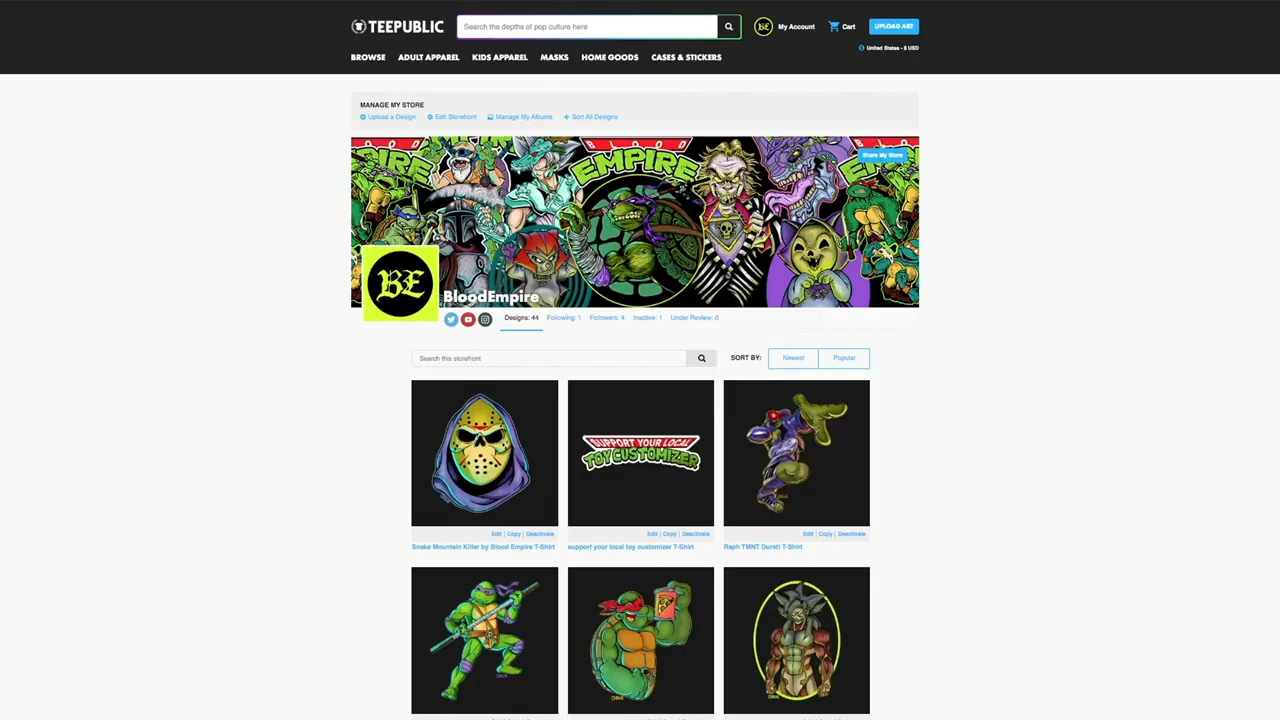 TEEPUBLIC
Search the depths of pop culture here
BE
My Account
Cart
UPLOAD ART
United States - $ USD
BROWSE
ADULT APPAREL
KIDS APPAREL
MASKS
HOME GOODS
CASES & STICKERS
MANAGE MY STORE
Upload a Design
Edit Storefront
Manage My Albums
Sort All Designs
BLOOD
EMPIRE
Share My Store
BE
BloodEmpire
Designs: 44
Following: 1
Followers: 4
Inactive: 1
Under Review: 0
Search this storefront
SORT BY:
Newest
Popular
SUPPORT YOUR LOCAL
TOY CUSTOMIZER
Edit | Copy | Deactivate
Edit | Copy | Deactivate
Edit | Copy | Deactivate
Snake Mountain Killer by Blood Empire T-Shirt
support your local toy customizer T-Shirt
Raph TMNT Durst! T-Shirt